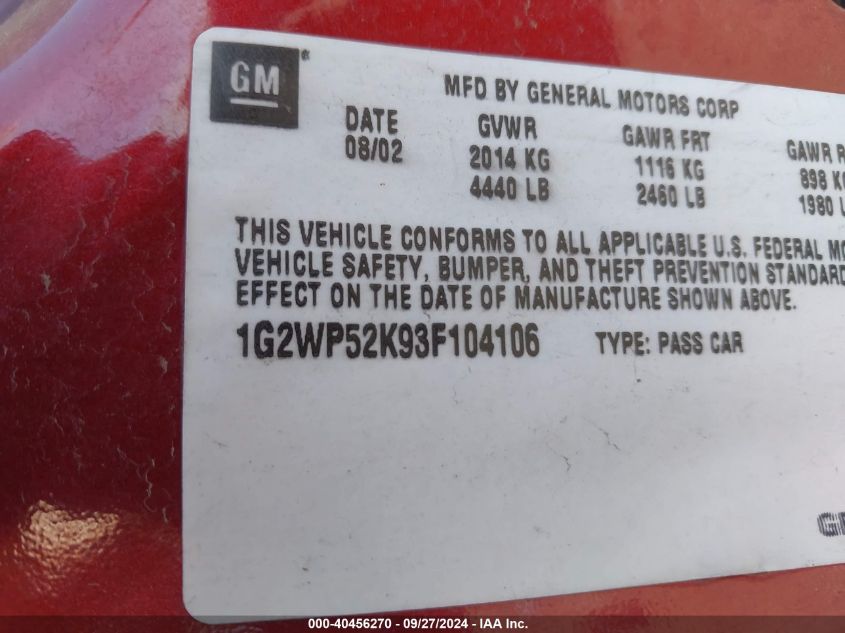 GM
MFD BY GENERAL MOTORS CORP
DATE GVWR GAWR FRT GAWR
08/02 2014 KG 1116 KG 898
4440 LB 2460 LB 1980
THIS VEHICLE CONFORMS TO ALL APPLICABLE U.S. FEDERAL
VEHICLE SAFETY, BUMPER, AND THEFT PREVENTION STANDARD
EFFECT ON THE DATE OF MANUFACTURE SHOWN ABOVE.
1G2WP52K93F104106 TYPE: PASS CAR
000-40456270 - 09/27/2024 - IAA Inc.